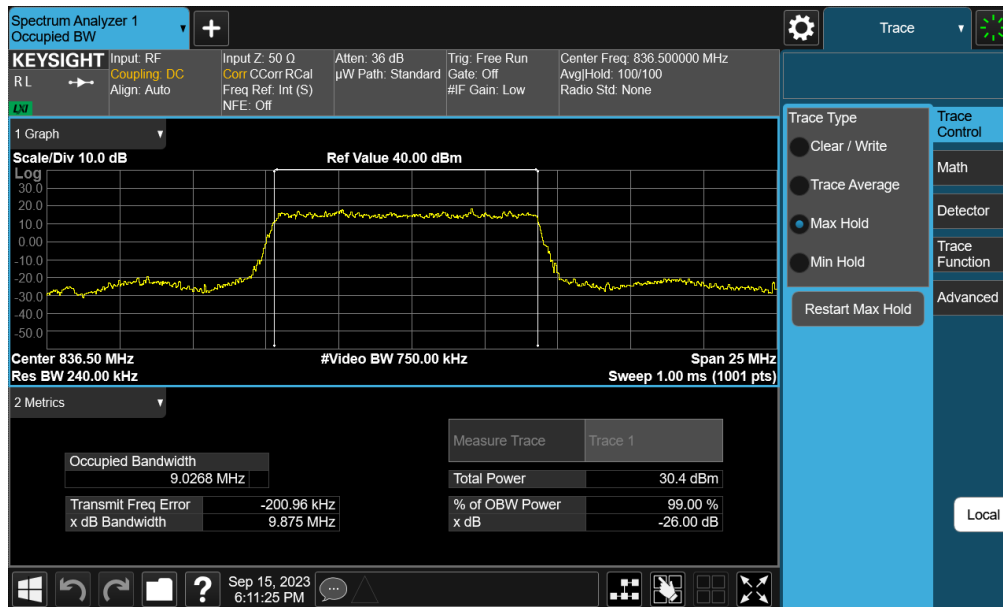 Spectrum Analyzer 1
Occupied BW
Trace
KEYSIGHT
R L
LXI
Input: RF
Coupling: DC
Align: Auto
Input Z: 50 Ω
Corr CCorr RCal
Freq Ref: Int (S)
NFE: Off
Atten: 36 dB
µW Path: Standard
Trig: Free Run
Gate: Off
#IF Gain: Low
Center Freq: 836.500000 MHz
Avg|Hold: 100/100
Radio Std: None
1 Graph
Scale/Div 10.0 dB
Ref Value 40.00 dBm
Log
30.0
20.0
10.0
0.00
-10.0
-20.0
-30.0
-40.0
-50.0
Center 836.50 MHz
#Video BW 750.00 kHz
Span 25 MHz
Res BW 240.00 kHz
Sweep 1.00 ms (1001 pts)
2 Metrics
Measure Trace
Trace 1
Occupied Bandwidth
9.0268 MHz
Total Power
30.4 dBm
Transmit Freq Error
-200.96 kHz
% of OBW Power
99.00 %
x dB Bandwidth
9.875 MHz
x dB
-26.00 dB
Trace Type
Clear / Write
Trace Average
Max Hold
Min Hold
Restart Max Hold
Trace
Control
Math
Detector
Trace
Function
Advanced
Local
?
Sep 15, 2023
6:11:25 PM